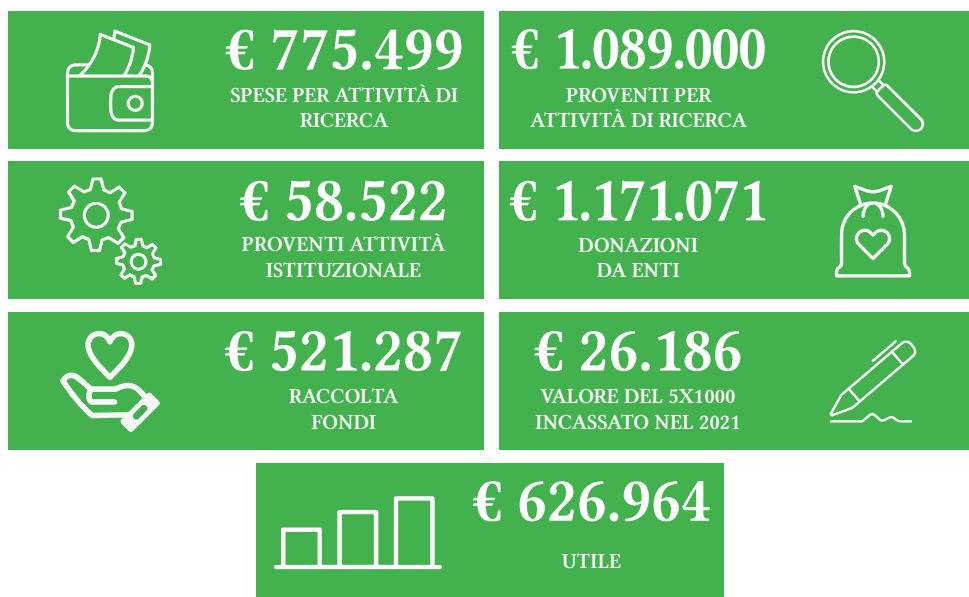 € 775.499
SPESE PER ATTIVITÀ DI
RICERCA
€ 1.089.000
PROVENTI PER
ATTIVITÀ DI RICERCA
€ 58.522
PROVENTI ATTIVITÀ
ISTITUZIONALE
€ 1.171.071
DONAZIONI
DA ENTI
€ 521.287
RACCOLTA
FONDI
€ 26.186
VALORE DEL 5X1000
INCASSATO NEL 2021
€ 626.964
UTILE